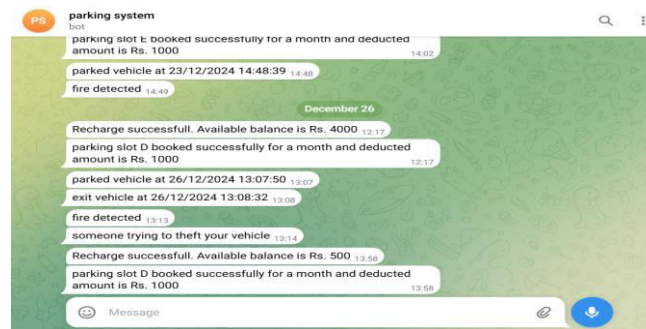 PS
parking system
bot
parking slot E booked successfully for a month and deducted
amount is Rs. 1000
14:02
parked vehicle at 23/12/2024 14:48:39 14:48
fire detected 14:49
December 26
Recharge successfull. Available balance is Rs. 4000 12:17
parking slot D booked successfully for a month and deducted
amount is Rs. 1000
12:17
parked vehicle at 26/12/2024 13:07:50 13:07
exit vehicle at 26/12/2024 13:08:32 13:08
fire detected 13:13
someone trying to theft your vehicle 13:14
Recharge successfull. Available balance is Rs. 500 13:58
parking slot D booked successfully for a month and deducted
amount is Rs. 1000
13:58
Message